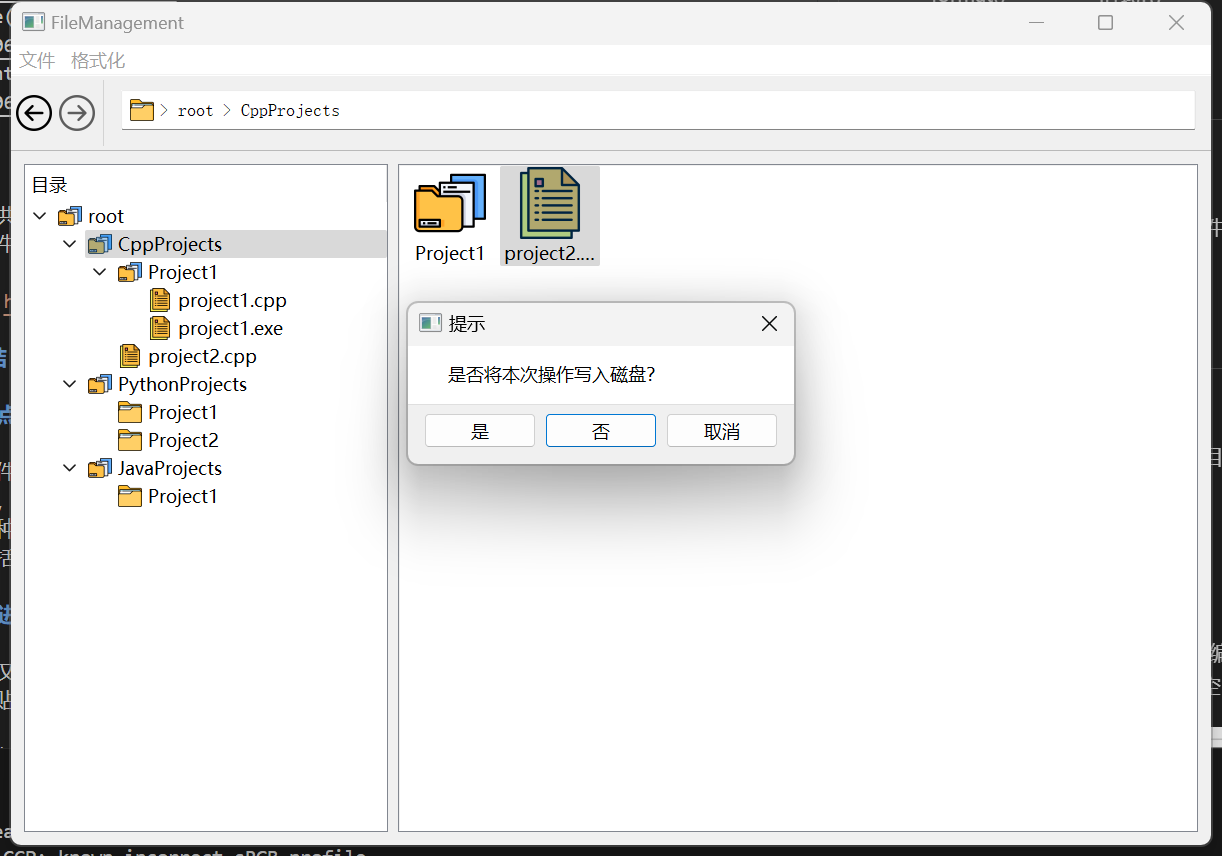 FileManagement
文件 格式化
root CppProjects
目录
root
CppProjects
Project1
project1.cpp
project1.exe
project2.cpp
PythonProjects
Project1
Project2
JavaProjects
Project1
Project1 project2....
提示
是否将本次操作写入磁盘?
是 否 取消